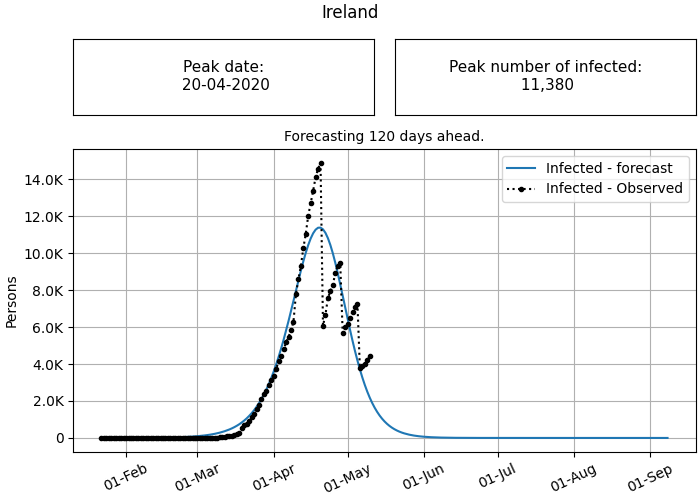 Ireland
Peak date:
20-04-2020
Peak number of infected:
11,380
Forecasting 120 days ahead.
Infected - forecast
Infected - Observed
Persons
14.0K
12.0K
10.0K
8.0K
6.0K
4.0K
2.0K
0
01-Feb
01-Mar
01-Apr
01-May
01-Jun
01-Jul
01-Aug
01-Sep